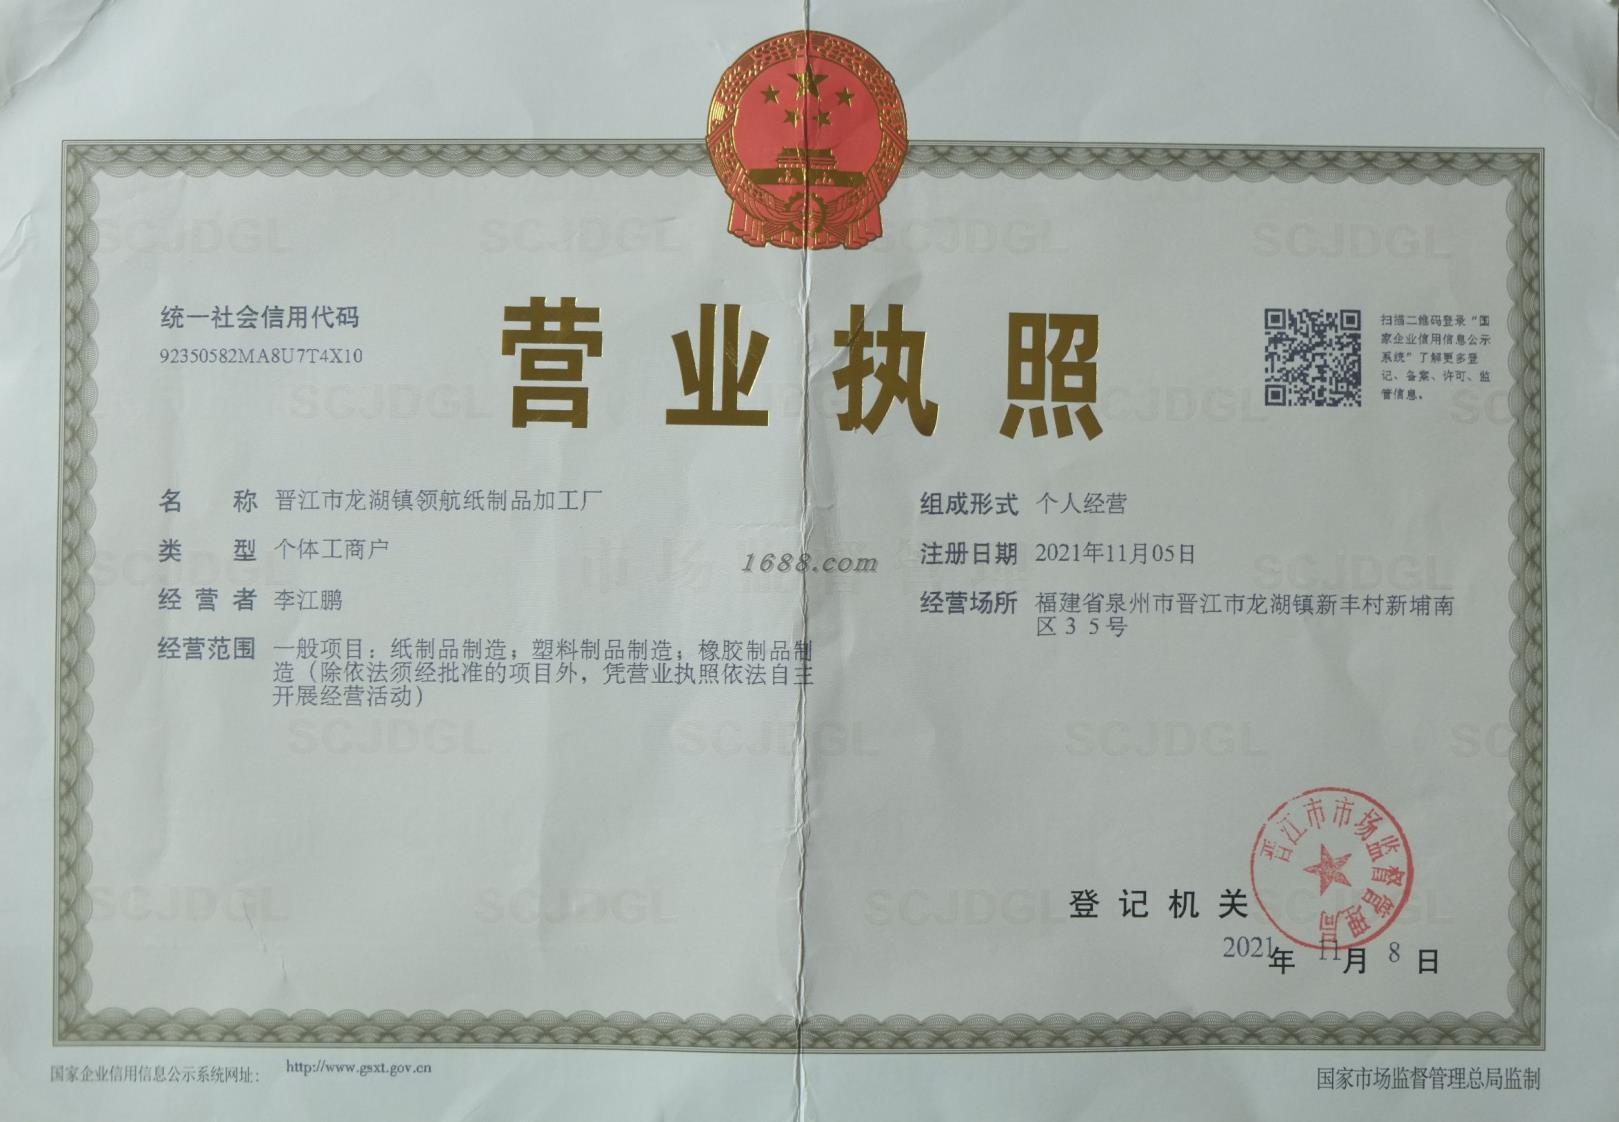 营业执照
统一社会信用代码
92350582MA8U7T4X10
扫描二维码登录“国
家企业信用信息公示
系统”了解更多登
记、备案、许可、监
管信息。
名 称 晋江市龙湖镇领航纸制品加工厂
类 型 个体工商户
经营者 李江鹏
经营范围 一般项目：纸制品制造；塑料制品制造；橡胶制品制
造（除依法须经批准的项目外，凭营业执照依法自主
开展经营活动）
组成形式 个人经营
注册日期 2021年11月05日
经营场所 福建省泉州市晋江市龙湖镇新丰村新埔南
区35号
1688.com
登记机关
晋江市市场监督管理局
2021年 11月 8日
国家企业信用信息公示系统网址： http://www.gsxt.gov.cn
国家市场监督管理总局监制
SCJDGL